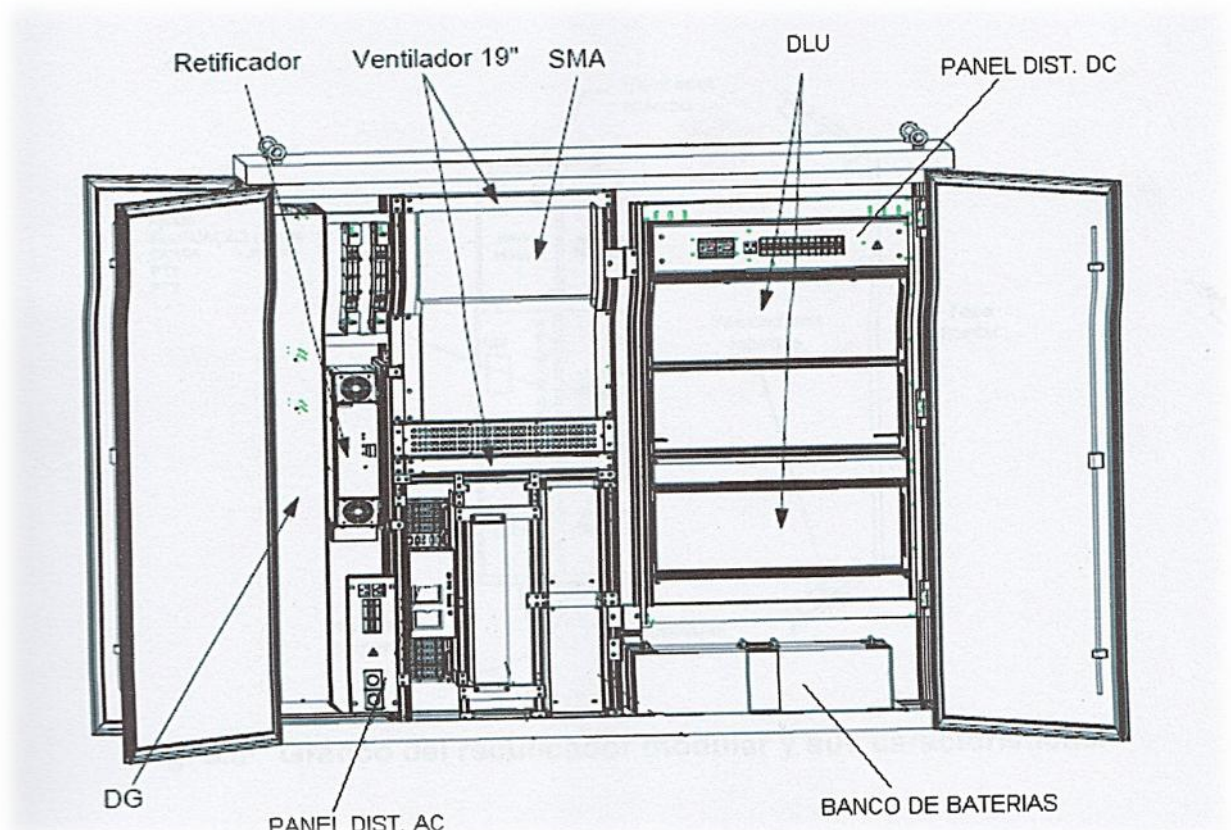 Retificador
Ventilador 19"
SMA
DLU
PANEL DIST. DC
DG
PANEL DIST. AC
BANCO DE BATERIAS